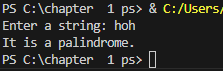 PS C:\chapter  1 ps> & C:/Users/
Enter a string: hoh
It is a palindrome.
PS C:\chapter  1 ps>